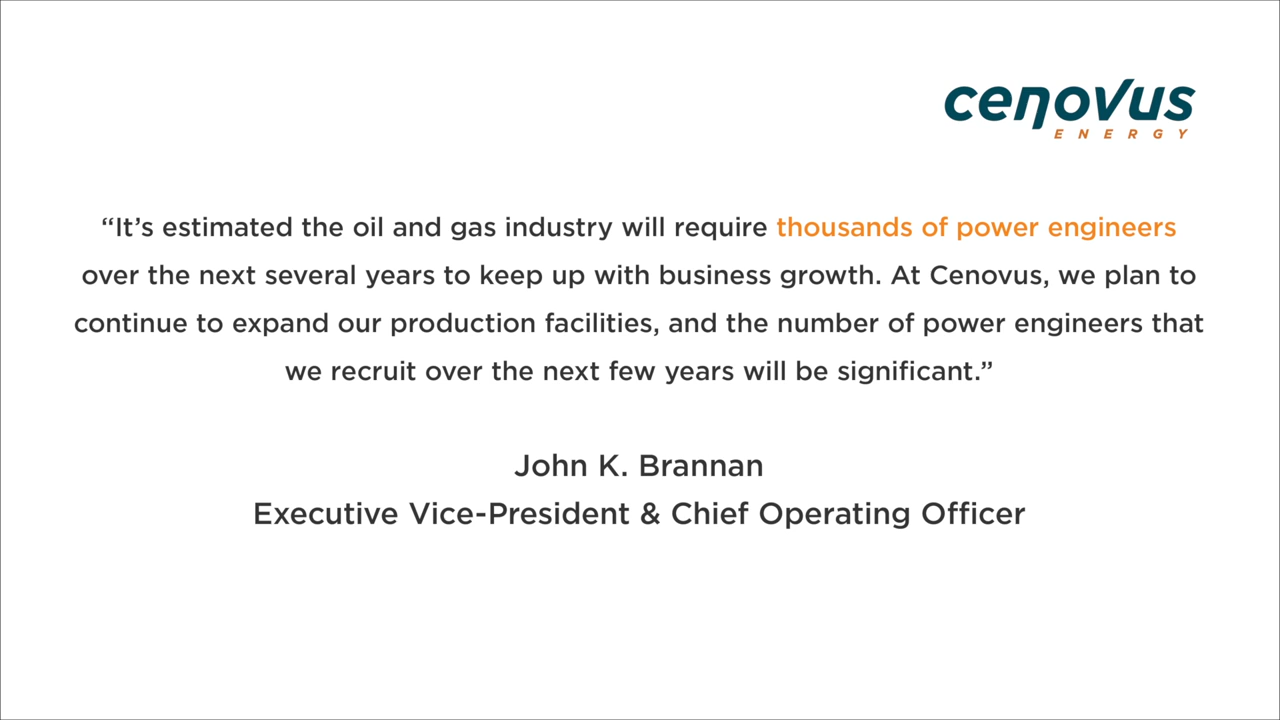 cenovus
ENERGY
“It’s estimated the oil and gas industry will require thousands of power engineers
over the next several years to keep up with business growth. At Cenovus, we plan to
continue to expand our production facilities, and the number of power engineers that
we recruit over the next few years will be significant.”
John K. Brannan
Executive Vice-President & Chief Operating Officer